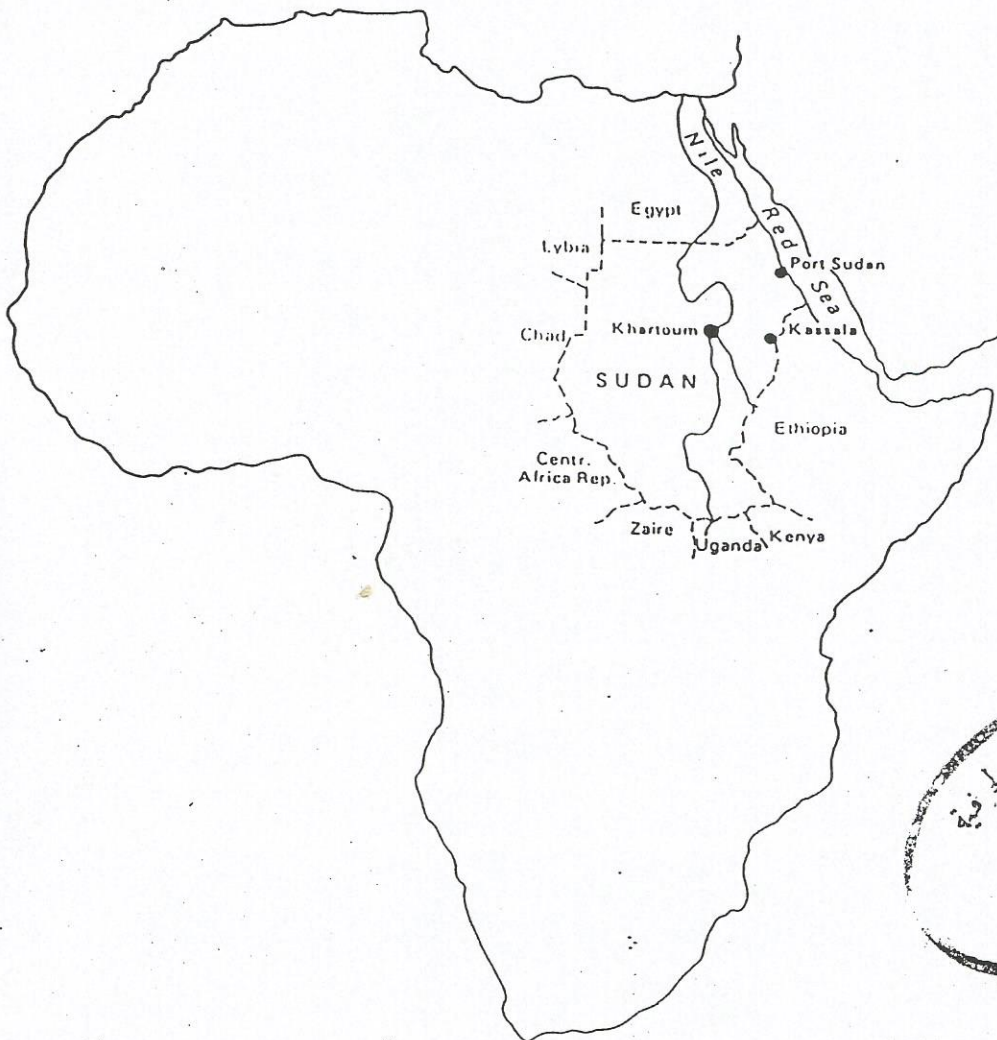 Nile
Egypt
Red Sea
Lybia
Port Sudan
Chad
Khartoum
Kassala
SUDAN
Ethiopia
Centr.
Africa Rep.
Zaire
Uganda
Kenya